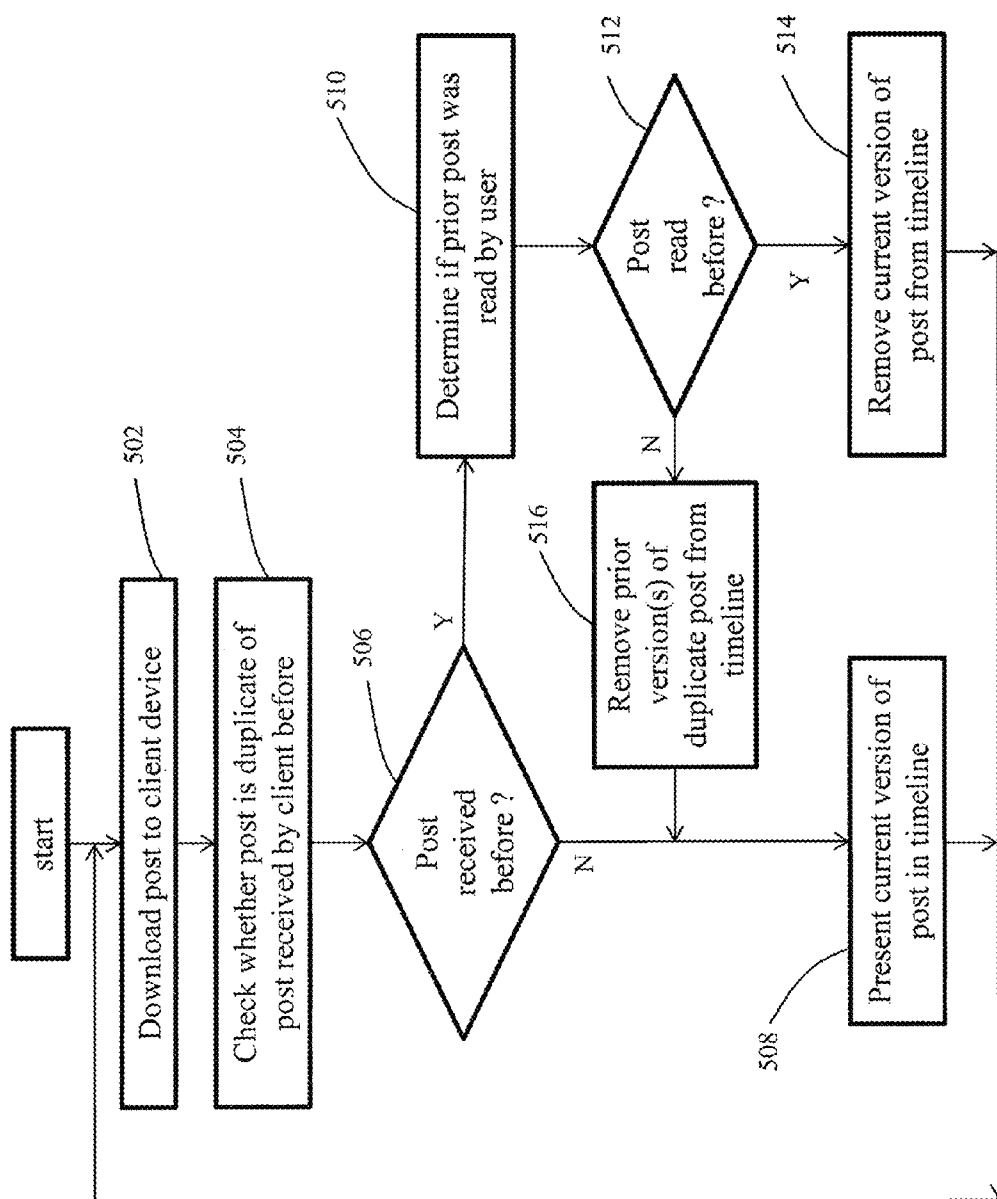 start
502
Download post to client device
504
Check whether post is duplicate of
post received by client before
506
Post
received
before ?
Y
N
510
Determine if prior post was
read by user
512
Post
read
before ?
N
Y
516
Remove prior
version(s) of
duplicate post from
timeline
508
Present current version of
post in timeline
514
Remove current version of
post from timeline